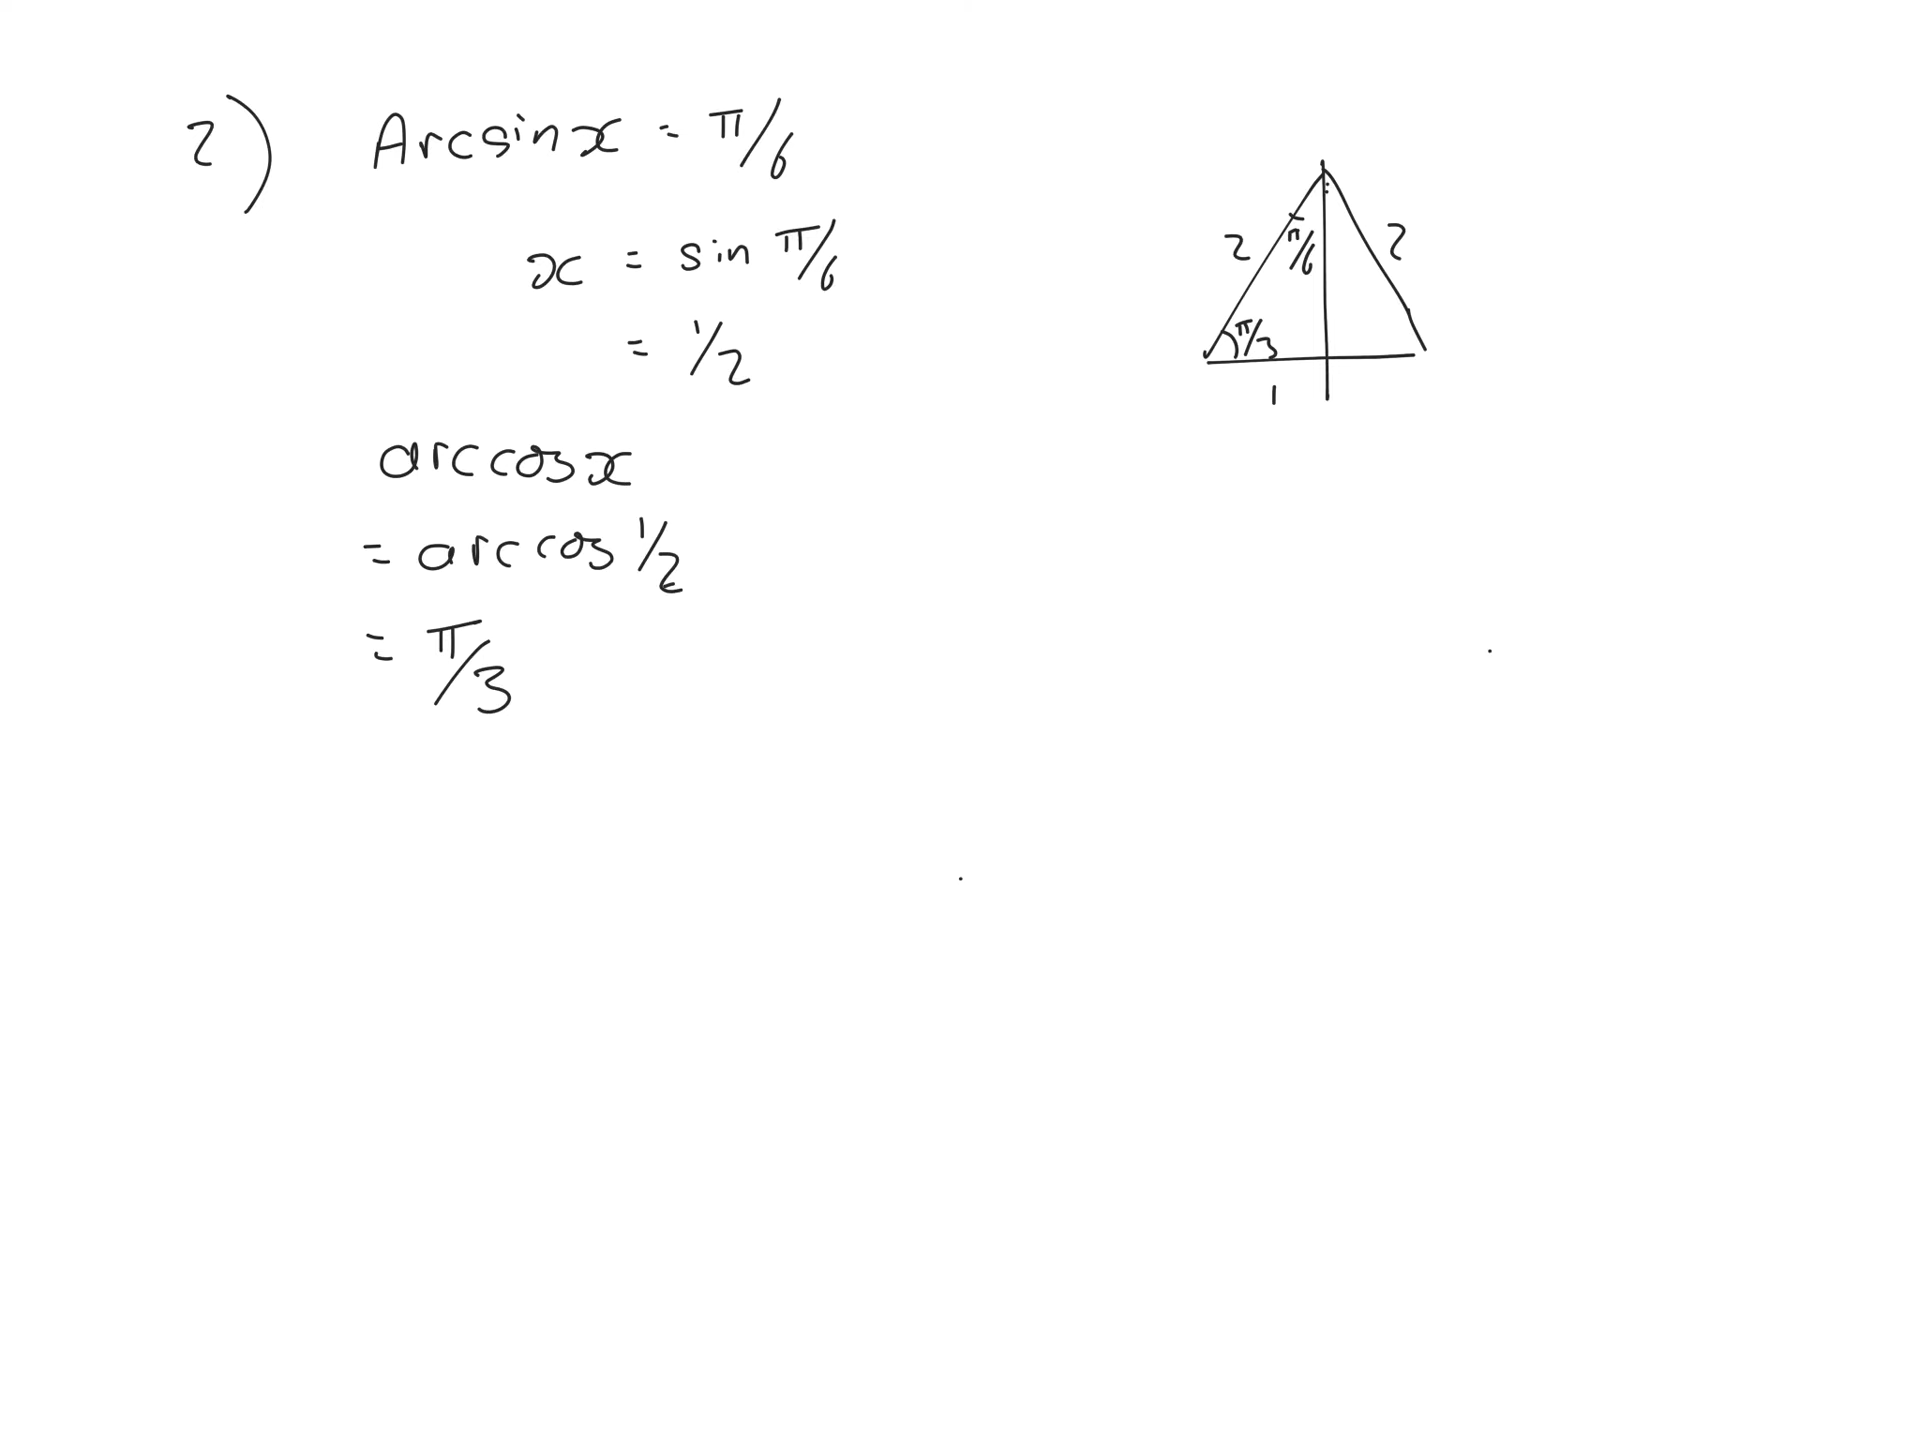 2) Arcsinx = π/6
x = sin π/6
= 1/2
arccosx
= arccos 1/2
= π/3
2
π/6
2
π/3
1